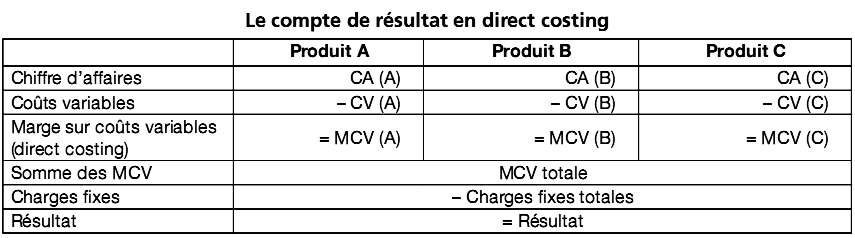 Le compte de résultat en direct costing
Produit A Produit B Produit C
Chiffre d'affaires CA (A) CA (B) CA (C)
Coûts variables – CV (A) – CV (B) – CV (C)
Marge sur coûts variables
(direct costing) = MCV (A) = MCV (B) = MCV (C)
Somme des MCV MCV totale
Charges fixes – Charges fixes totales
Résultat = Résultat